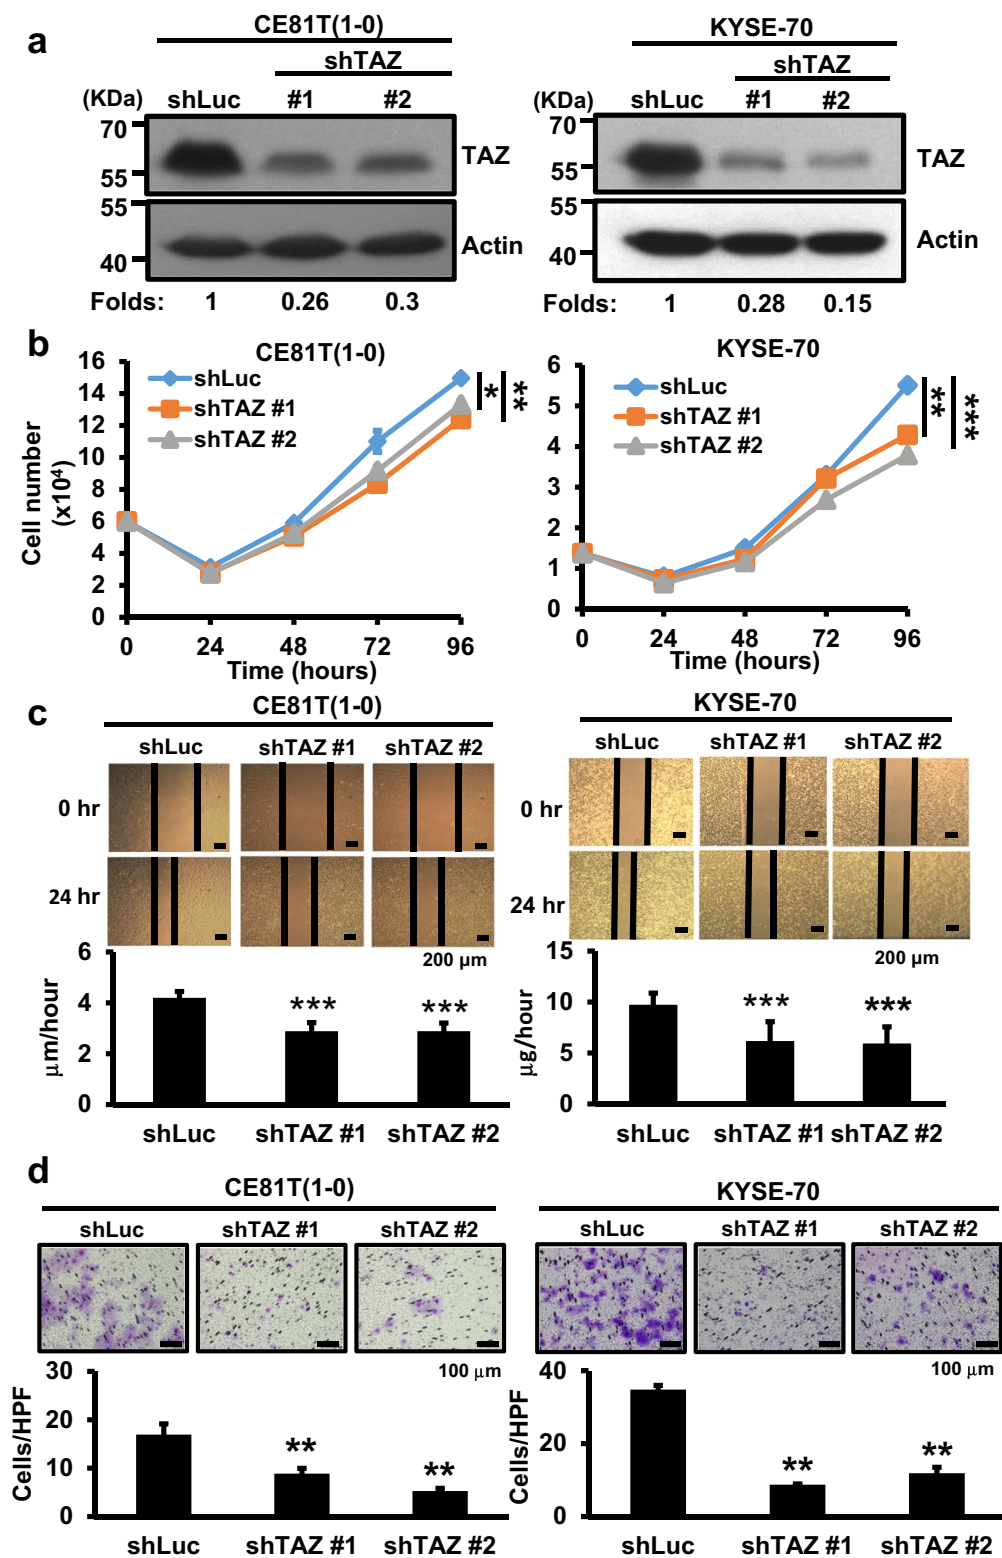 a
CE81T(1-0)
shTAZ
(KDa) shLuc #1 #2
70
55
TAZ
55
40
Actin
Folds: 1 0.26 0.3
KYSE-70
shTAZ
(KDa) shLuc #1 #2
70
55
TAZ
55
40
Actin
1 0.28 0.15
b
CE81T(1-0)
shLuc
shTAZ #1
shTAZ #2
* **
16
14
12
10
8
6
4
2
0
Cell number
(x10⁴)
0 24 48 72 96
Time (hours)
KYSE-70
shLuc
shTAZ #1
shTAZ #2
** ***
6
5
4
3
2
1
0
0 24 48 72 96
Time (hours)
c
CE81T(1-0)
shLuc shTAZ #1 shTAZ #2
0 hr
24 hr
200 μm
6
4
2
0
μm/hour
*** ***
shLuc shTAZ #1 shTAZ #2
KYSE-70
shLuc shTAZ #1 shTAZ #2
0 hr
24 hr
200 μm
15
10
5
0
μg/hour
*** ***
shLuc shTAZ #1 shTAZ #2
d
CE81T(1-0)
shLuc shTAZ #1 shTAZ #2
100 μm
30
20
10
0
Cells/HPF
** **
shLuc shTAZ #1 shTAZ #2
KYSE-70
shLuc shTAZ #1 shTAZ #2
100 μm
40
20
0
Cells/HPF
** **
shLuc shTAZ #1 shTAZ #2